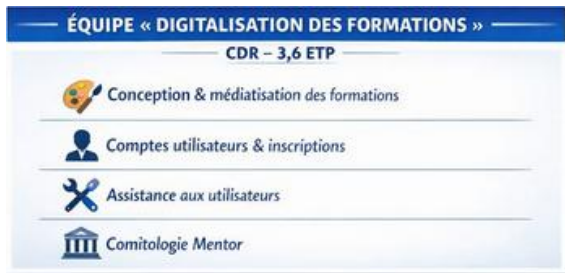 ÉQUIPE « DIGITALISATION DES FORMATIONS »
CDR – 3,6 ETP
Conception & médiatisation des formations
Comptes utilisateurs & inscriptions
Assistance aux utilisateurs
Comitologie Mentor